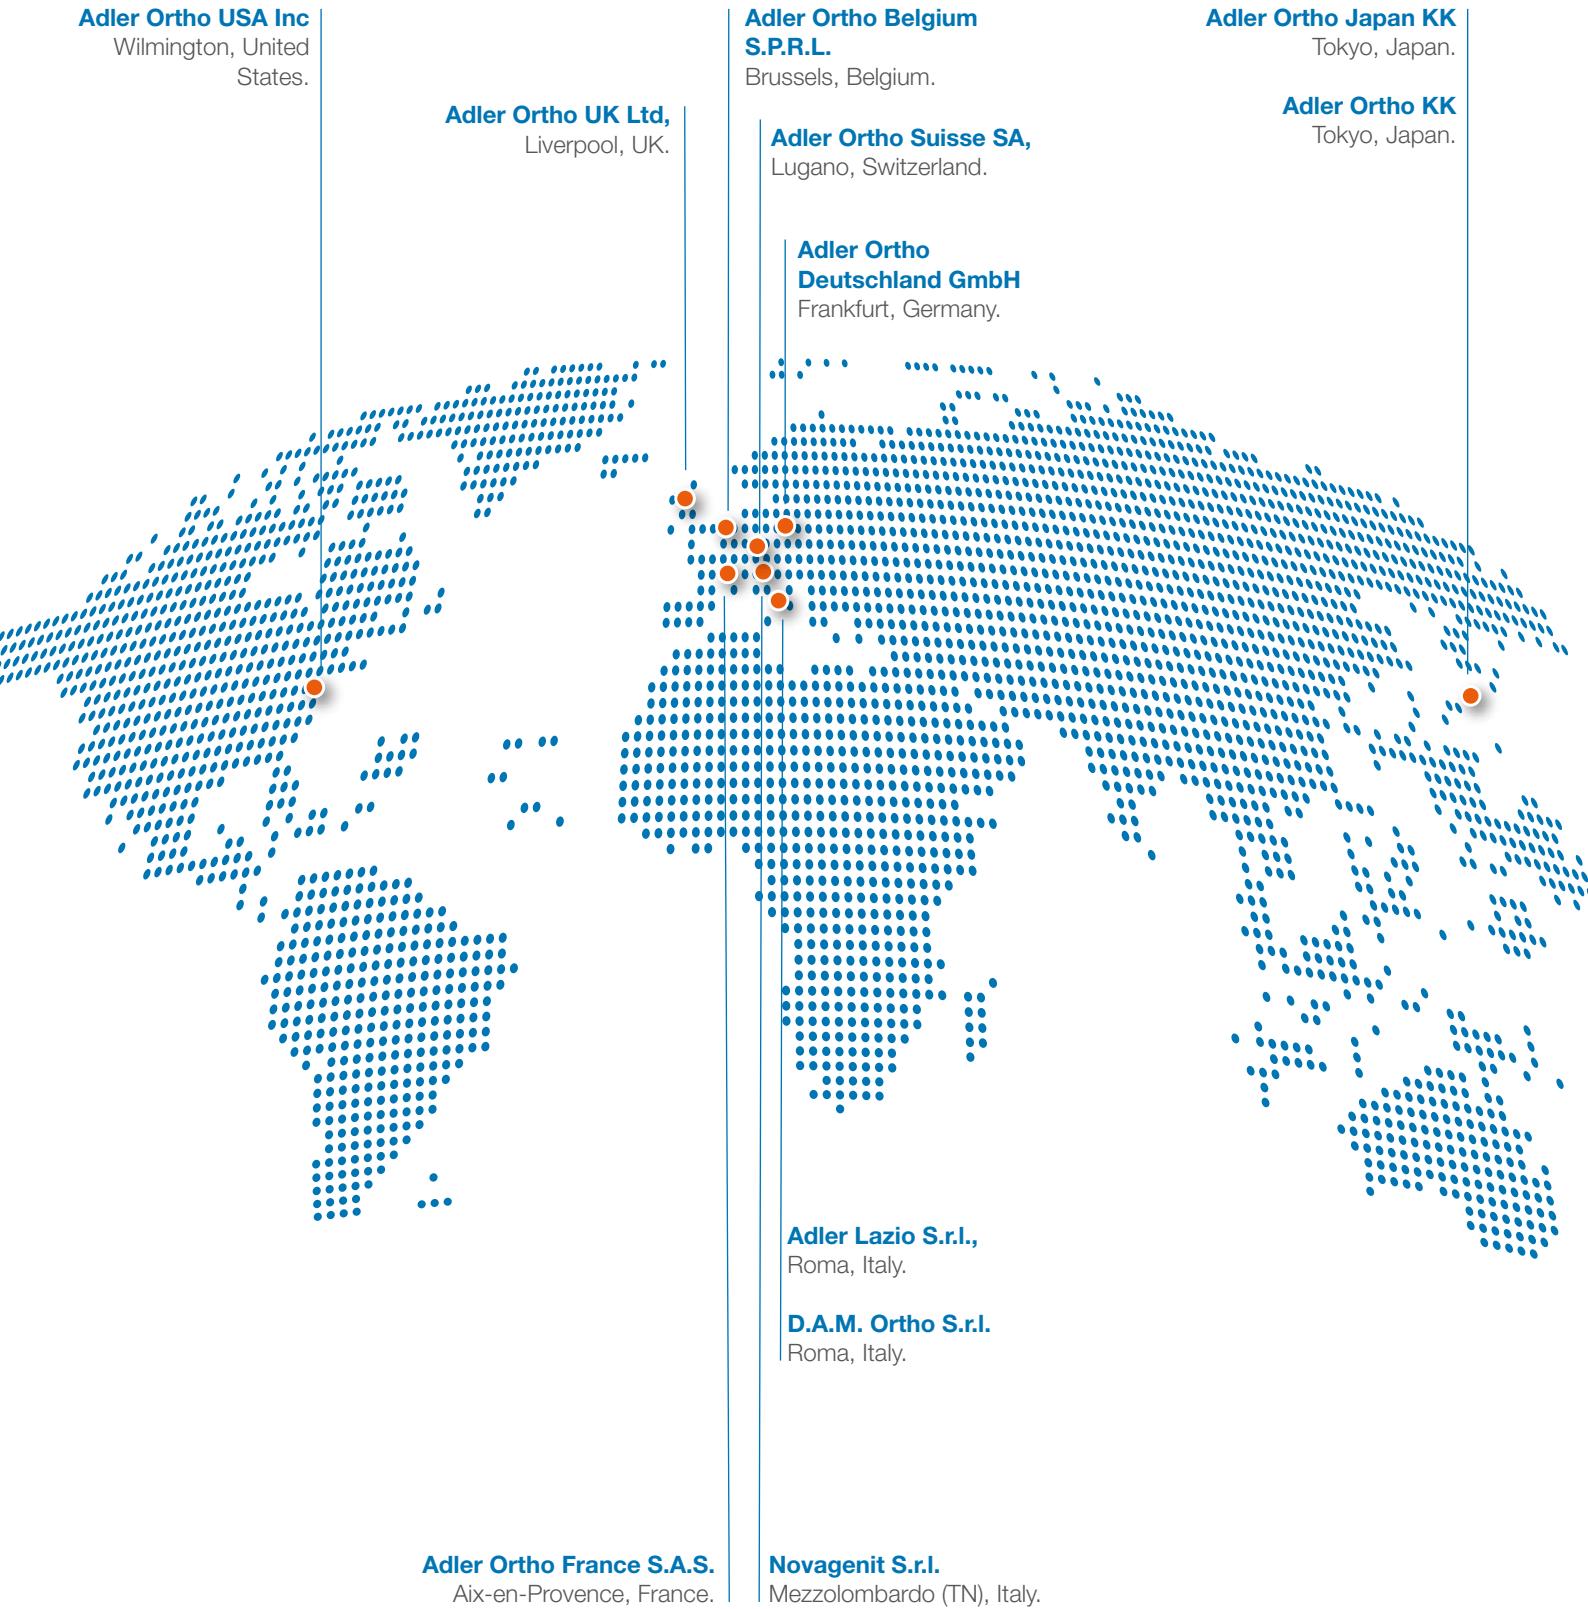 Adler Ortho USA Inc
Wilmington, United
States.
Adler Ortho UK Ltd,
Liverpool, UK.
Adler Ortho Belgium
S.P.R.L.
Brussels, Belgium.
Adler Ortho Suisse SA,
Lugano, Switzerland.
Adler Ortho
Deutschland GmbH
Frankfurt, Germany.
Adler Ortho Japan KK
Tokyo, Japan.
Adler Ortho KK
Tokyo, Japan.
Adler Lazio S.r.l.,
Roma, Italy.
D.A.M. Ortho S.r.l.
Roma, Italy.
Adler Ortho France S.A.S.
Aix-en-Provence, France.
Novagenit S.r.l.
Mezzolombardo (TN), Italy.